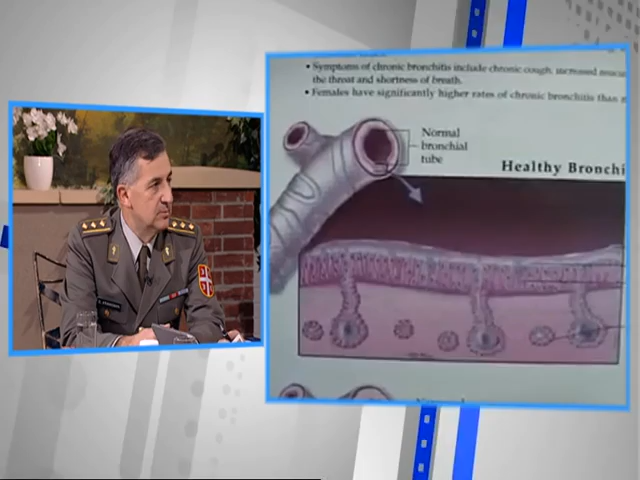 • Symptoms of chronic bronchitis include chronic cough, increased
the throat and shortness of breath.
• Females have significantly higher rates of chronic bronchitis than
Normal
bronchial
tube
Healthy Bronchi